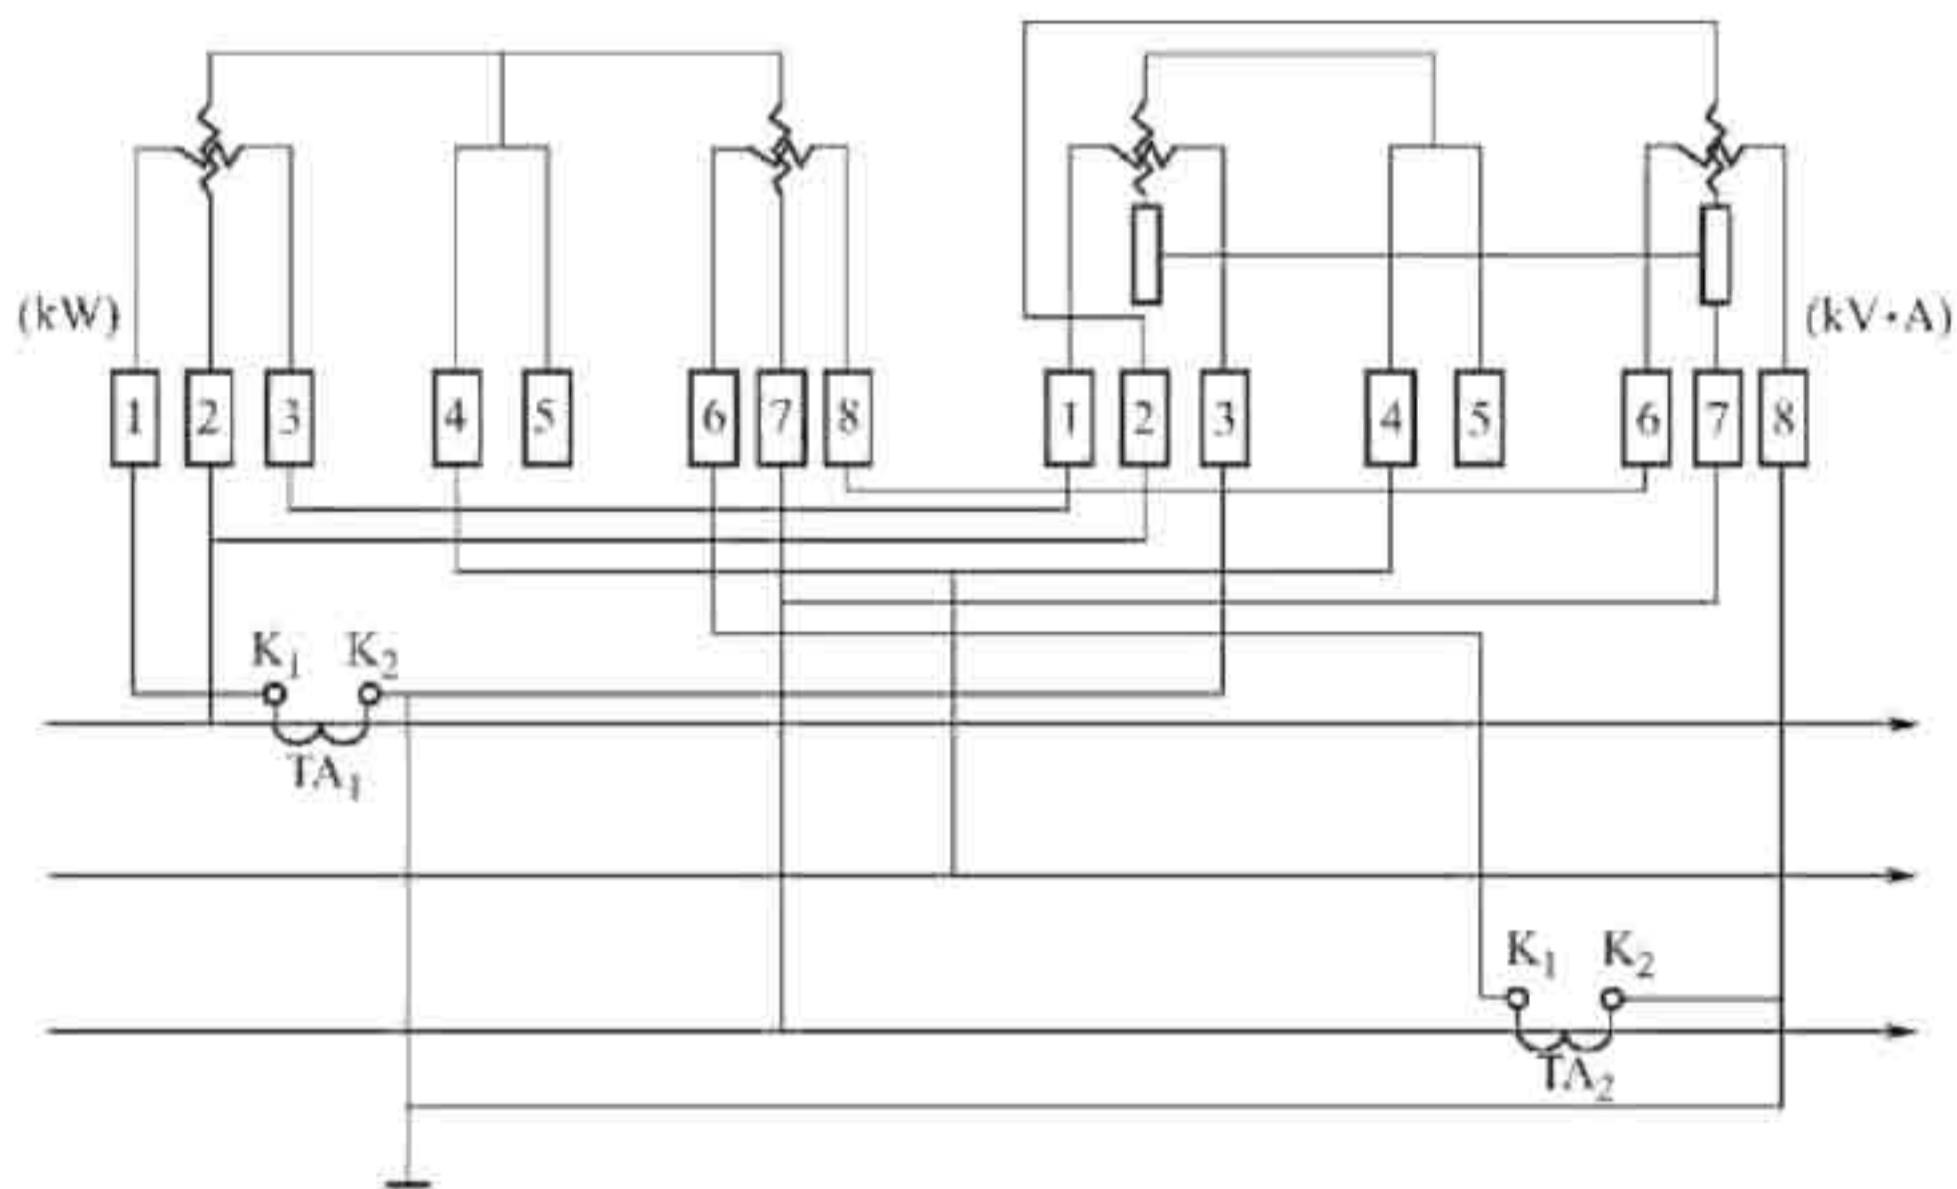 (kW)
(kV·A)
1 2 3 4 5 6 7 8 1 2 3 4 5 6 7 8
K₁ K₂
TA₁
K₁ K₂
TA₂